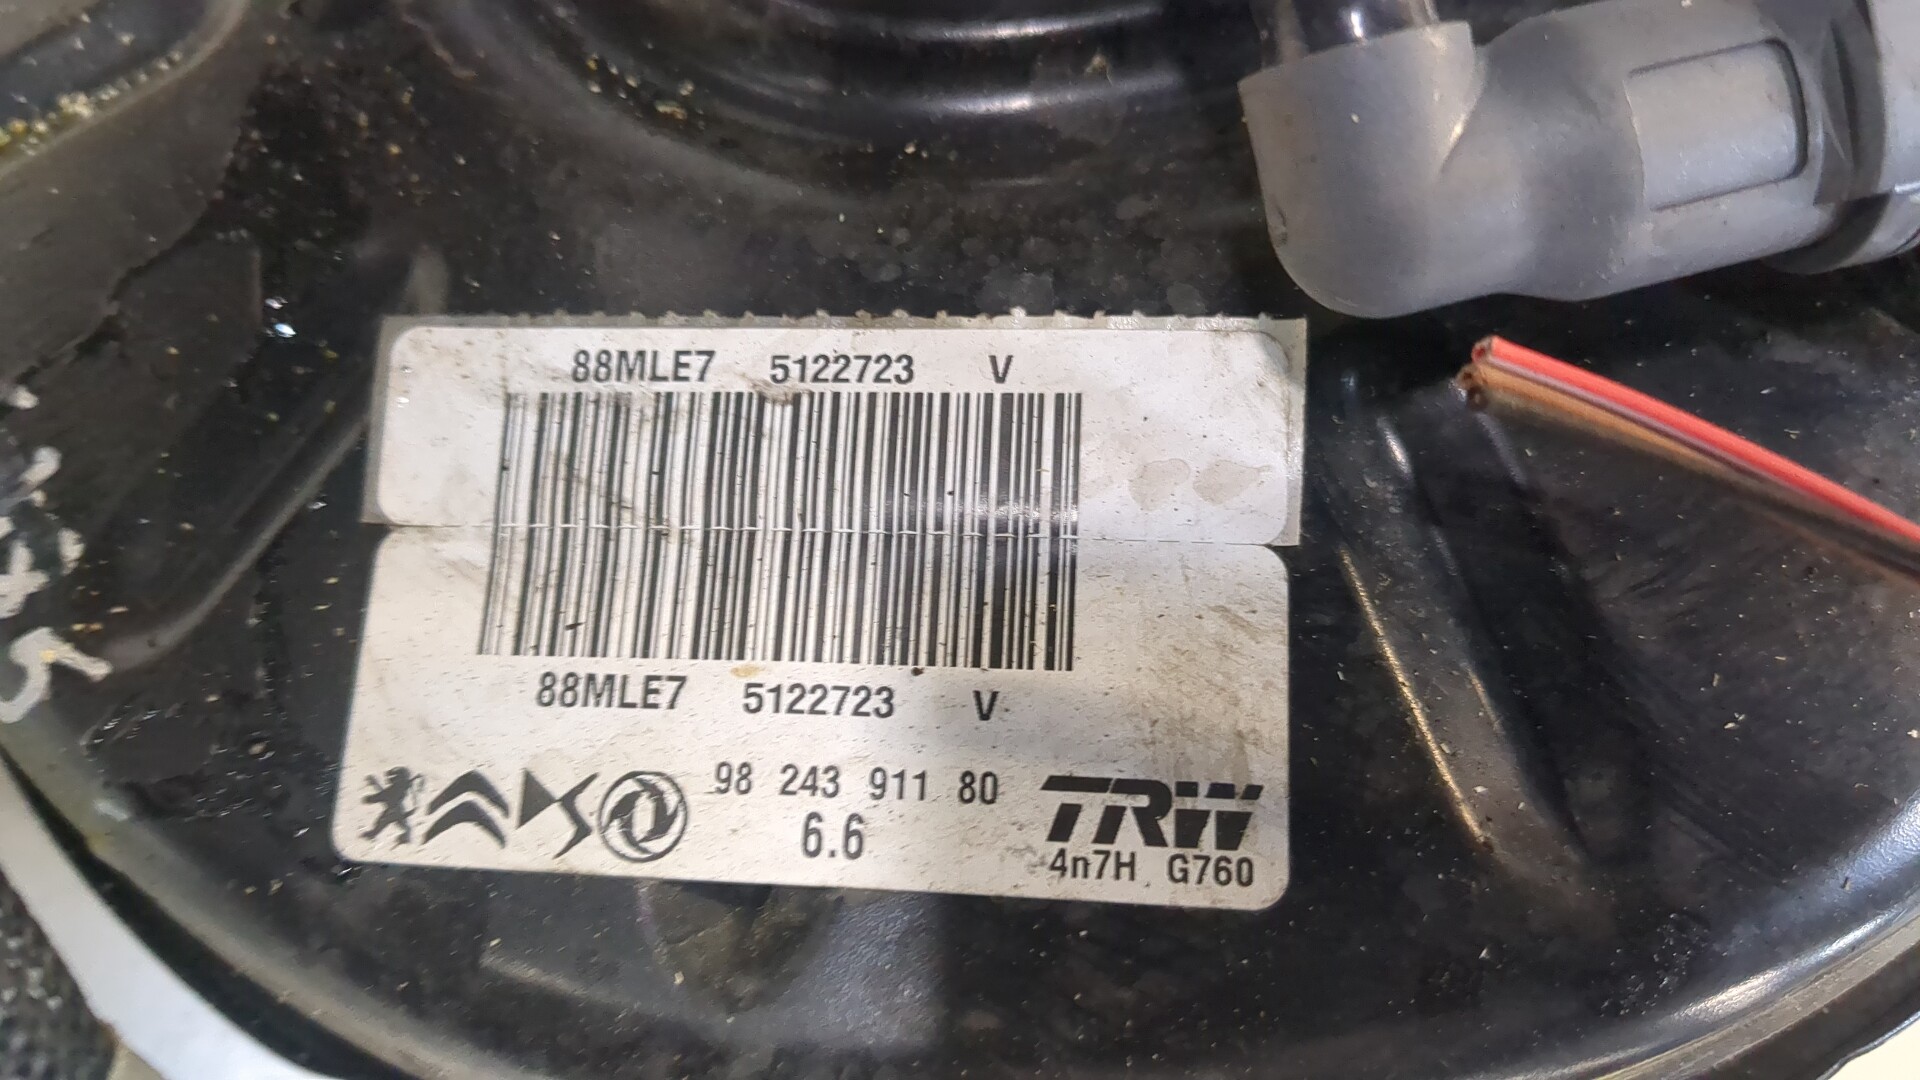 88MLE7 5122723 V
88MLE7 5122723 V
98 243 911 80
6.6
TRW
4n7H G760